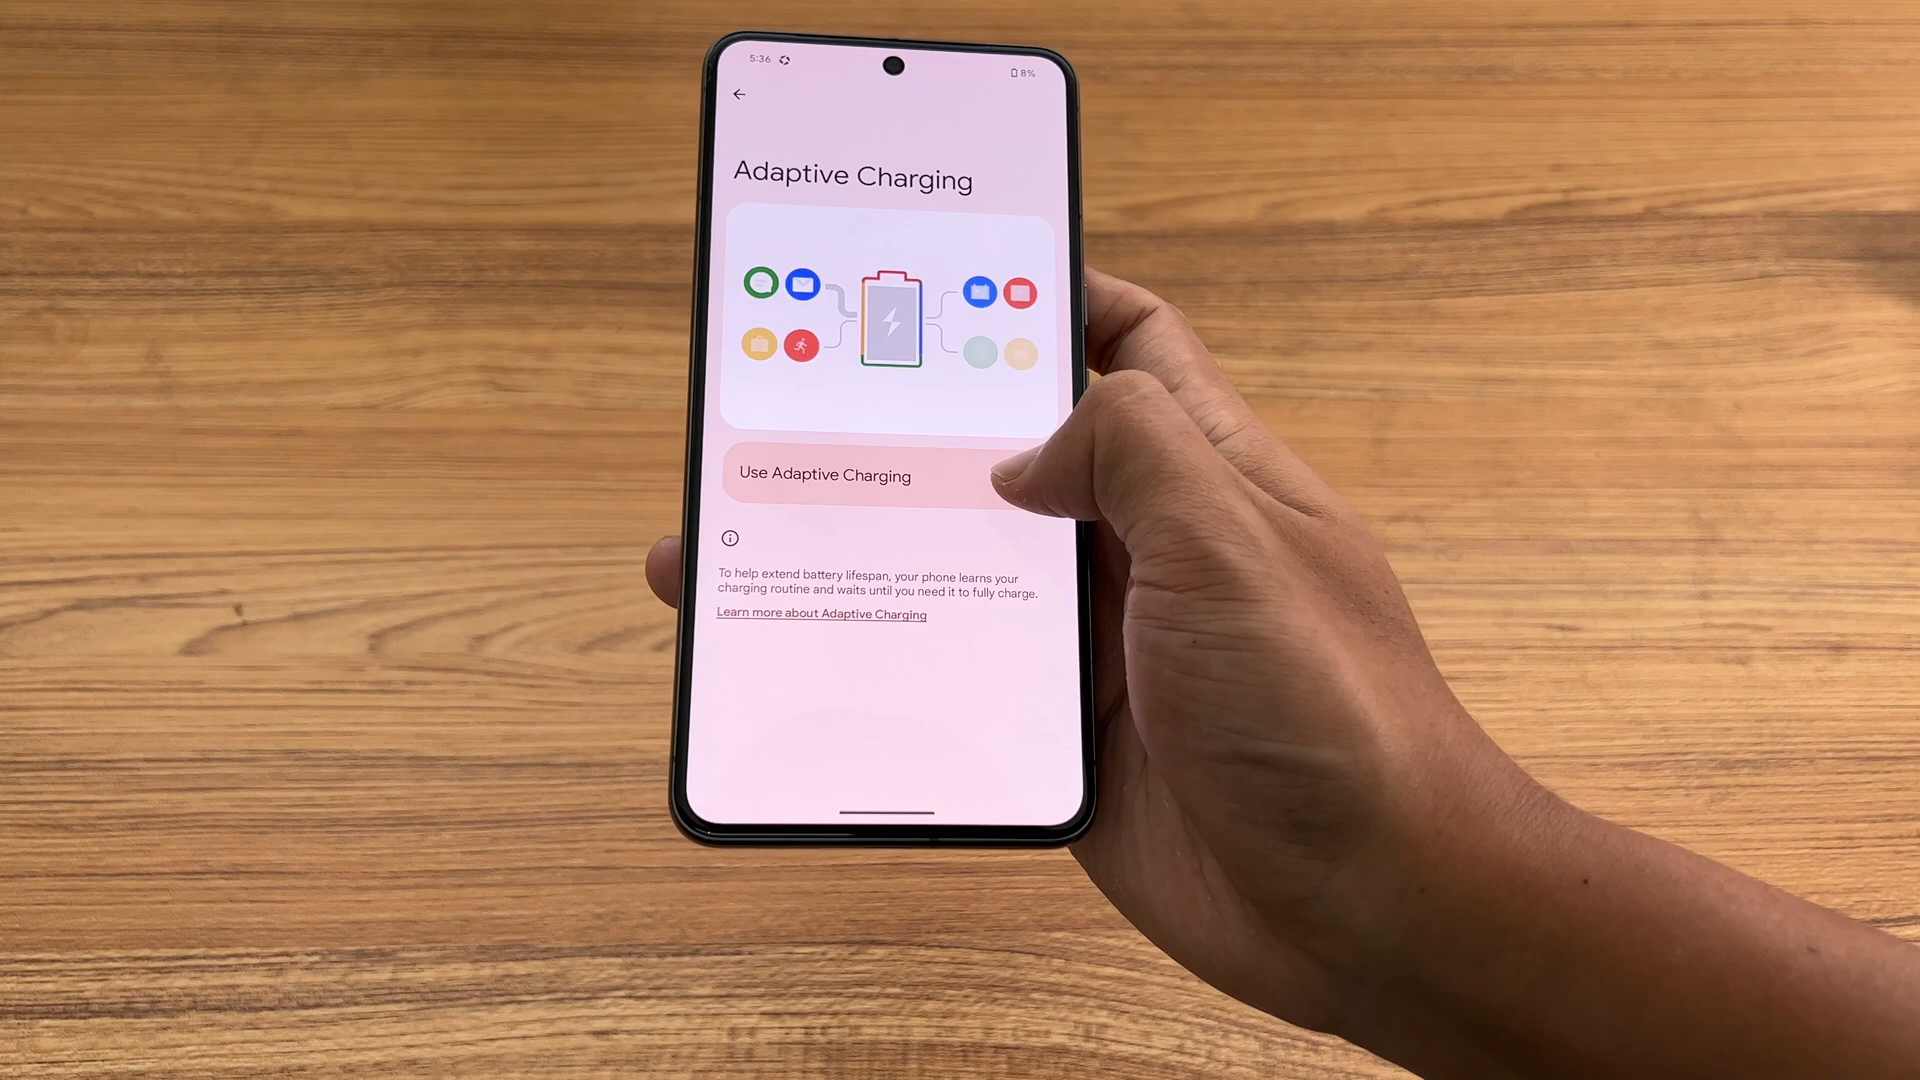 5:36
8%
Adaptive Charging
Use Adaptive Charging
To help extend battery lifespan, your phone learns your
charging routine and waits until you need it to fully charge.
Learn more about Adaptive Charging